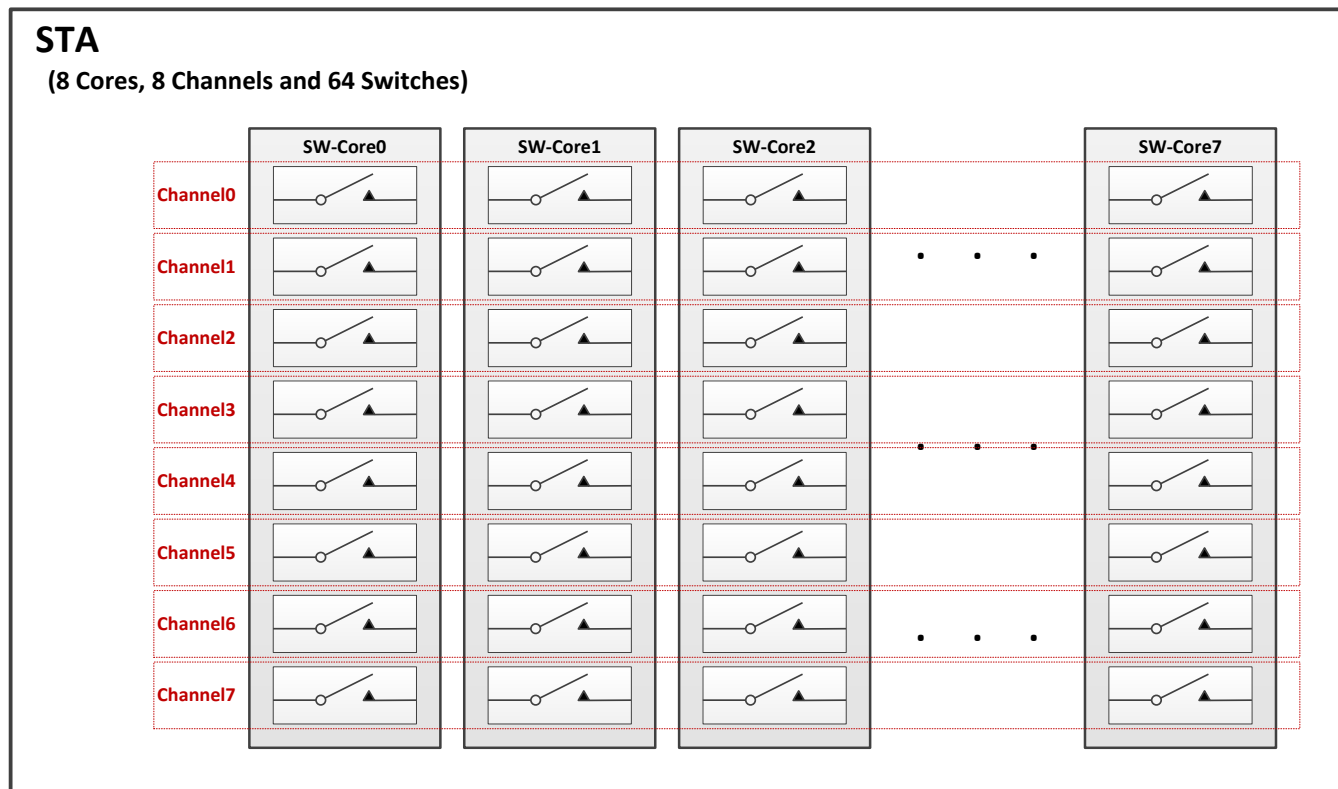 STA
(8 Cores, 8 Channels and 64 Switches)
SW-Core0 SW-Core1 SW-Core2 SW-Core7
Channel0
Channel1
Channel2
Channel3
Channel4
Channel5
Channel6
Channel7